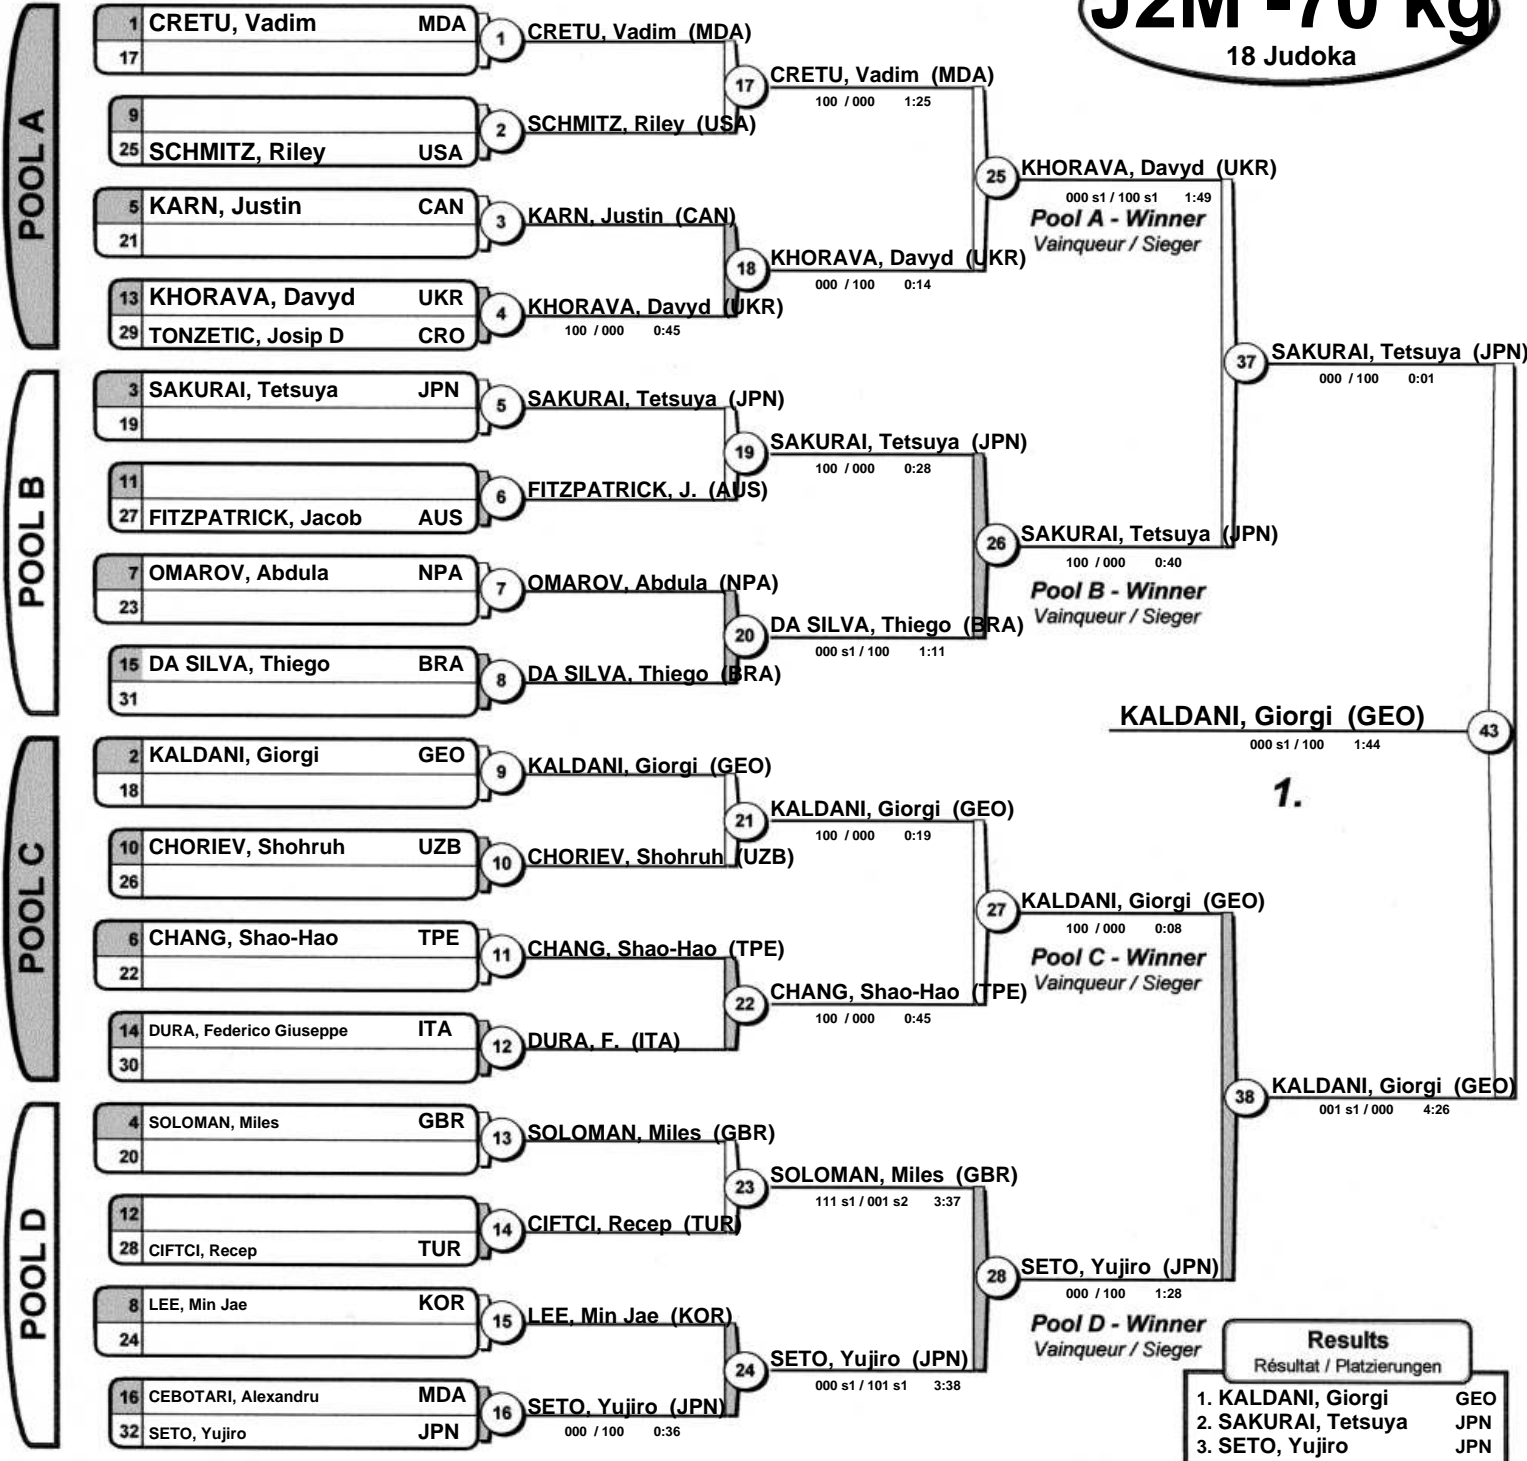 J2M -70 kg
18 Judoka
POOL A
1 CRETU, Vadim MDA
17
9
25 SCHMITZ, Riley USA
5 KARN, Justin CAN
21
13 KHORAVA, Davyd UKR
29 TONZETIC, Josip D CRO
POOL B
3 SAKURAI, Tetsuya JPN
19
11
27 FITZPATRICK, Jacob AUS
7 OMAROV, Abdula NPA
23
15 DA SILVA, Thiego BRA
31
POOL C
2 KALDANI, Giorgi GEO
18
10 CHORIEV, Shohruh UZB
26
6 CHANG, Shao-Hao TPE
22
14 DURA, Federico Giuseppe ITA
30
POOL D
4 SOLOMAN, Miles GBR
20
12
28 CIFTCI, Recep TUR
8 LEE, Min Jae KOR
24
16 CEBOTARI, Alexandru MDA
32 SETO, Yujiro JPN
1 CRETU, Vadim (MDA)
2 SCHMITZ, Riley (USA)
3 KARN, Justin (CAN)
4 KHORAVA, Davyd (UKR)
100 / 000 0:45
5 SAKURAI, Tetsuya (JPN)
6 FITZPATRICK, J. (AUS)
7 OMAROV, Abdula (NPA)
8 DA SILVA, Thiego (BRA)
9 KALDANI, Giorgi (GEO)
10 CHORIEV, Shohruh (UZB)
11 CHANG, Shao-Hao (TPE)
12 DURA, F. (ITA)
13 SOLOMAN, Miles (GBR)
14 CIFTCI, Recep (TUR)
15 LEE, Min Jae (KOR)
16 SETO, Yujiro (JPN)
000 / 100 0:36
17 CRETU, Vadim (MDA)
100 / 000 1:25
18 KHORAVA, Davyd (UKR)
000 / 100 0:14
19 SAKURAI, Tetsuya (JPN)
100 / 000 0:28
20 DA SILVA, Thiego (BRA)
000 s1 / 100 1:11
21 KALDANI, Giorgi (GEO)
100 / 000 0:19
22 CHANG, Shao-Hao (TPE)
100 / 000 0:45
23 SOLOMAN, Miles (GBR)
111 s1 / 001 s2 3:37
24 SETO, Yujiro (JPN)
000 s1 / 101 s1 3:38
25 KHORAVA, Davyd (UKR)
000 s1 / 100 s1 1:49
Pool A - Winner
Vainqueur / Sieger
26 SAKURAI, Tetsuya (JPN)
100 / 000 0:40
Pool B - Winner
Vainqueur / Sieger
27 KALDANI, Giorgi (GEO)
100 / 000 0:08
Pool C - Winner
Vainqueur / Sieger
28 SETO, Yujiro (JPN)
000 / 100 1:28
Pool D - Winner
Vainqueur / Sieger
37 SAKURAI, Tetsuya (JPN)
000 / 100 0:01
38 KALDANI, Giorgi (GEO)
001 s1 / 000 4:26
KALDANI, Giorgi (GEO) 43
000 s1 / 100 1:44
1.
Results
Résultat / Platzierungen
1. KALDANI, Giorgi GEO
2. SAKURAI, Tetsuya JPN
3. SETO, Yujiro JPN